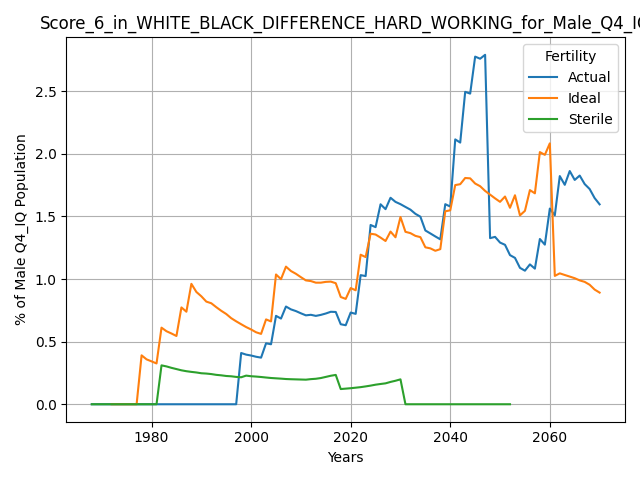 Score_6_in_WHITE_BLACK_DIFFERENCE_HARD_WORKING_for_Male_Q4_IQ
Fertility
Actual
Ideal
Sterile
% of Male Q4_IQ Population
2.5
2.0
1.5
1.0
0.5
0.0
1980 2000 2020 2040 2060
Years